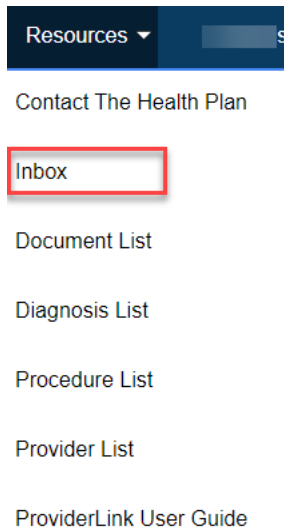 Resources
Contact The Health Plan
Inbox
Document List
Diagnosis List
Procedure List
Provider List
ProviderLink User Guide